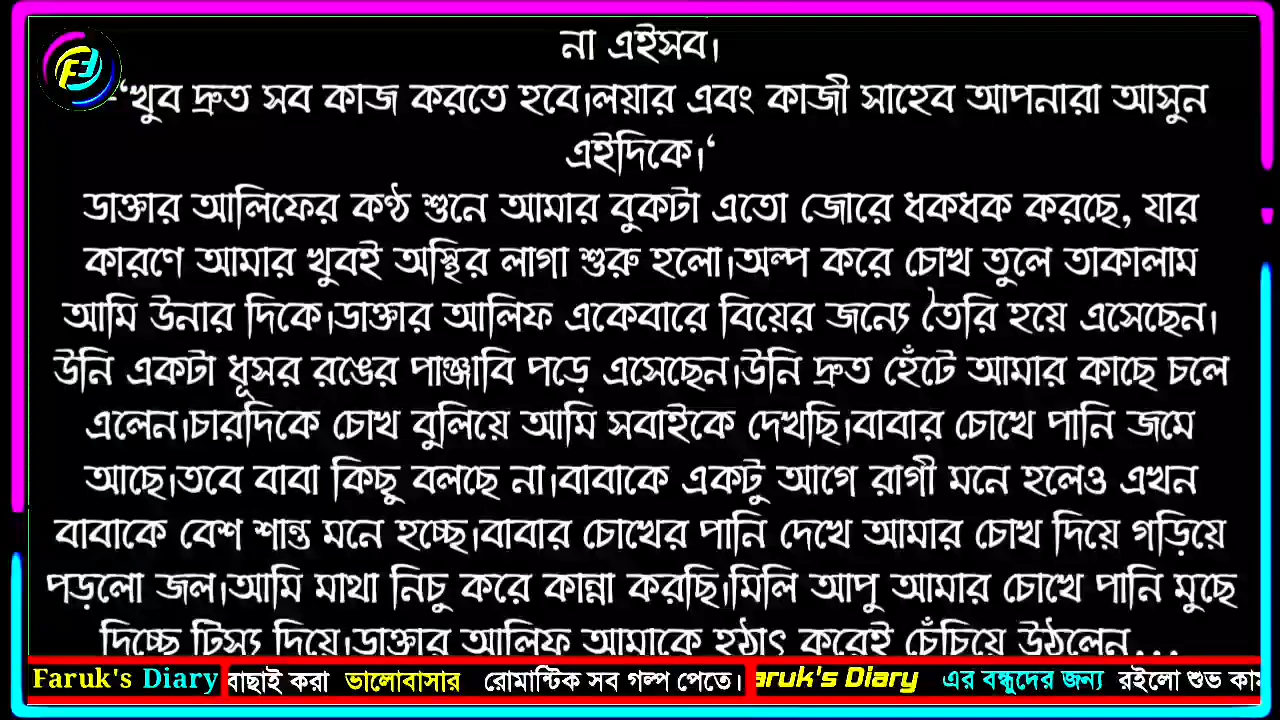 না এইসব।
-‘খুব দ্রুত সব কাজ করতে হবে।লয়ার এবং কাজী সাহেব আপনারা আসুন
এইদিকে।‘
ডাক্তার আলিফের কণ্ঠ শুনে আমার বুকটা এতো জোরে ধকধক করছে, যার
কারণে আমার খুবই অস্থির লাগা শুরু হলো।অল্প করে চোখ তুলে তাকালাম
আমি উনার দিকে।ডাক্তার আলিফ একেবারে বিয়ের জন্যে তৈরি হয়ে এসেছেন।
উনি একটা ধূসর রঙের পাঞ্জাবি পড়ে এসেছেন।উনি দ্রুত হেঁটে আমার কাছে চলে
এলেন।চারদিকে চোখ বুলিয়ে আমি সবাইকে দেখছি।বাবার চোখে পানি জমে
আছে।তবে বাবা কিছু বলছে না।বাবাকে একটু আগে রাগী মনে হলেও এখন
বাবাকে বেশ শান্ত মনে হচ্ছে।বাবার চোখের পানি দেখে আমার চোখ দিয়ে গড়িয়ে
পড়লো জল।আমি মাথা নিচু করে কান্না করছি।মিলি আপু আমার চোখে পানি মুছে
দিচ্ছে টিস্য দিয়ে।ডাক্তার আলিফ আমাকে হঠাৎ করেই চেঁচিয়ে উঠলেন...
Faruk's Diary বাছাই করা ভালোবাসার রোমান্টিক সব গল্প পেতে। aruk's Diary এর বন্ধুদের জন্য রইলো শুভ কাম